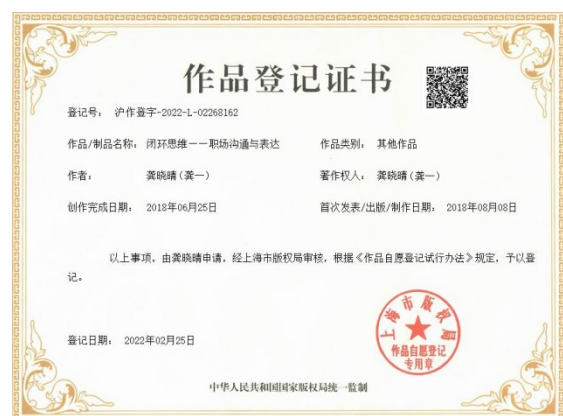 作品登记证书
登记号： 沪作登字-2022-L-02268162
作品/制品名称： 闭环思维——职场沟通与表达 作品类别： 其他作品
作者： 龚晓晴(龚一) 著作权人： 龚晓晴(龚一)
创作完成日期： 2018年06月25日 首次发表/出版/制作日期： 2018年08月08日
以上事项，由龚晓晴申请，经上海市版权局审核，根据《作品自愿登记试行办法》规定，予以登
记。
登记日期： 2022年02月25日
上海市版权局
作品自愿登记
专用章
中华人民共和国国家版权局统一监制